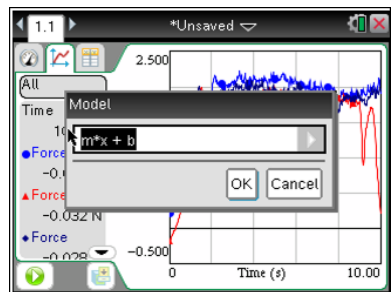 1.1
*Unsaved
2.500
All
Time
Model
m*x + b
Force
Force
-0.032 N
OK
Cancel
Force
-0.028
-0.500
0
Time (s)
10.00